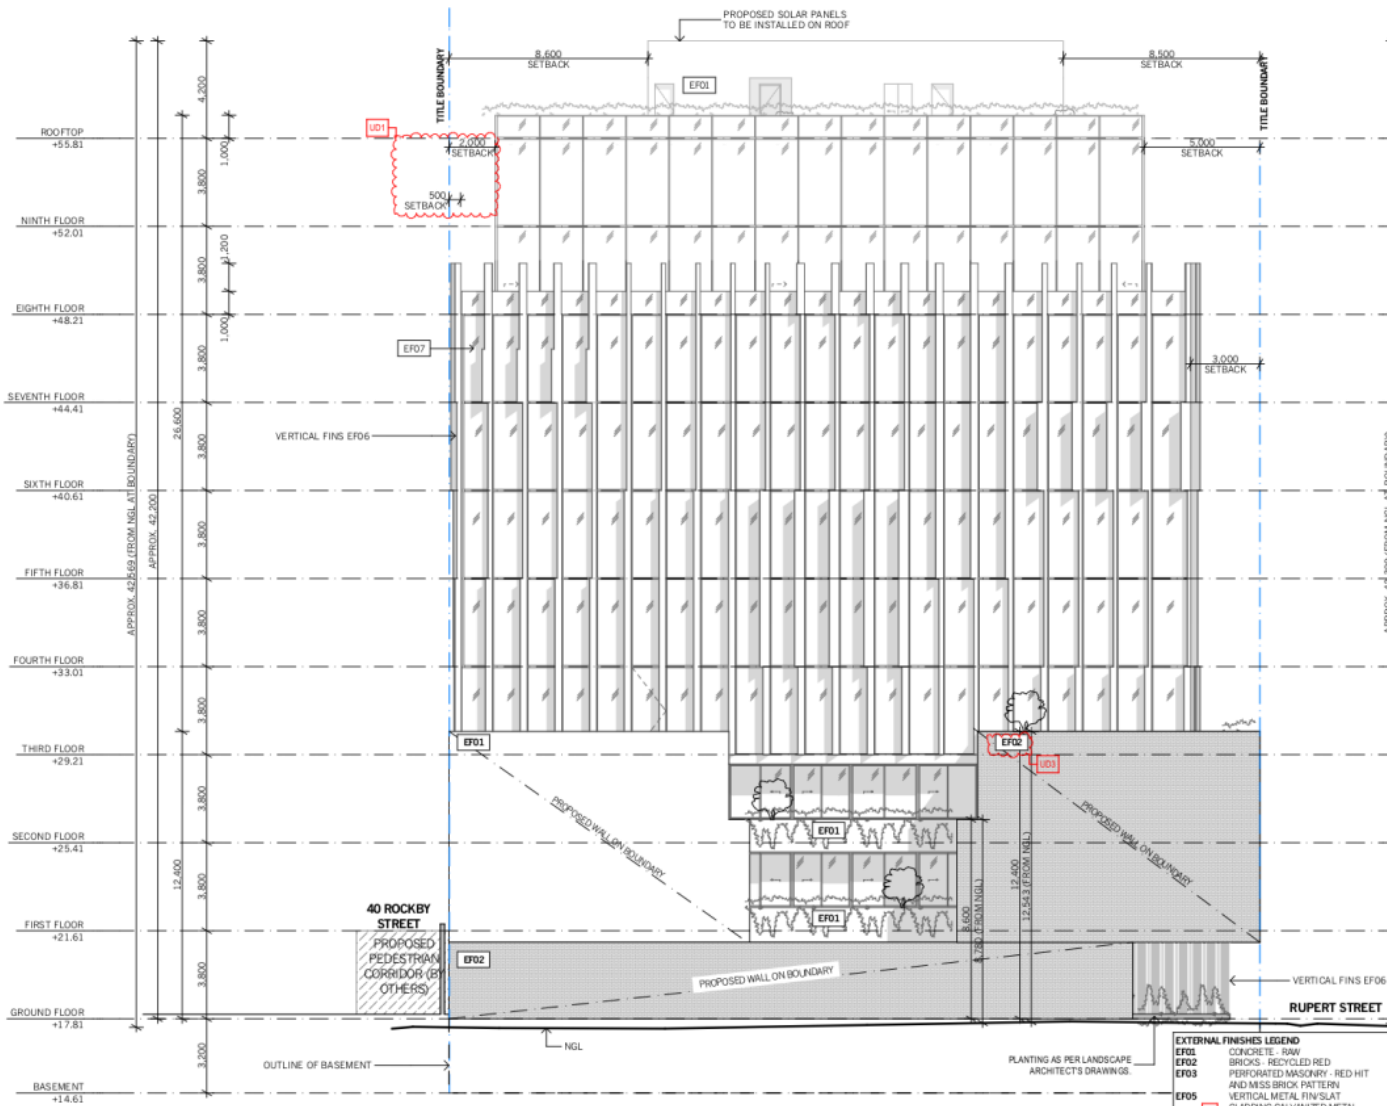 PROPOSED SOLAR PANELS
TO BE INSTALLED ON ROOF
TITLE BOUNDARY
8,600
SETBACK
8,500
SETBACK
TITLE BOUNDARY
4,200
EF01
UD1
ROOFTOP
+55.81
1,000
2,000
SETBACK
5,000
SETBACK
3,800
500
SETBACK
NINTH FLOOR
+52.01
1,200
3,800
EIGHTH FLOOR
+48.21
1,000
EF07
3,800
3,000
SETBACK
SEVENTH FLOOR
+44.41
26,600
VERTICAL FINS EF06
3,800
SIXTH FLOOR
+40.61
APPROX. 42,569 (FROM NGL AT BOUNDARY)
APPROX. 42,200
3,800
FIFTH FLOOR
+36.81
3,800
FOURTH FLOOR
+33.01
3,800
EF01
EF02
THIRD FLOOR
+29.21
UD3
3,800
PROPOSED WALL ON BOUNDARY
PROPOSED WALL ON BOUNDARY
SECOND FLOOR
+25.41
EF01
12,400
3,800
12,400
12,543 (FROM NGL)
8,600
8,780 (FROM NGL)
40 ROCKBY
STREET
FIRST FLOOR
+21.61
EF01
PROPOSED
PEDESTRIAN
CORRIDOR (BY
OTHERS)
EF02
PROPOSED WALL ON BOUNDARY
3,800
VERTICAL FINS EF06
GROUND FLOOR
+17.81
RUPERT STREET
NGL
3,200
OUTLINE OF BASEMENT
PLANTING AS PER LANDSCAPE
ARCHITECT'S DRAWINGS.
BASEMENT
+14.61
EXTERNAL FINISHES LEGEND
EF01 CONCRETE - RAW
EF02 BRICKS - RECYCLED RED
EF03 PERFORATED MASONRY - RED HIT
AND MISS BRICK PATTERN
EF05 VERTICAL METAL FIN/SLAT